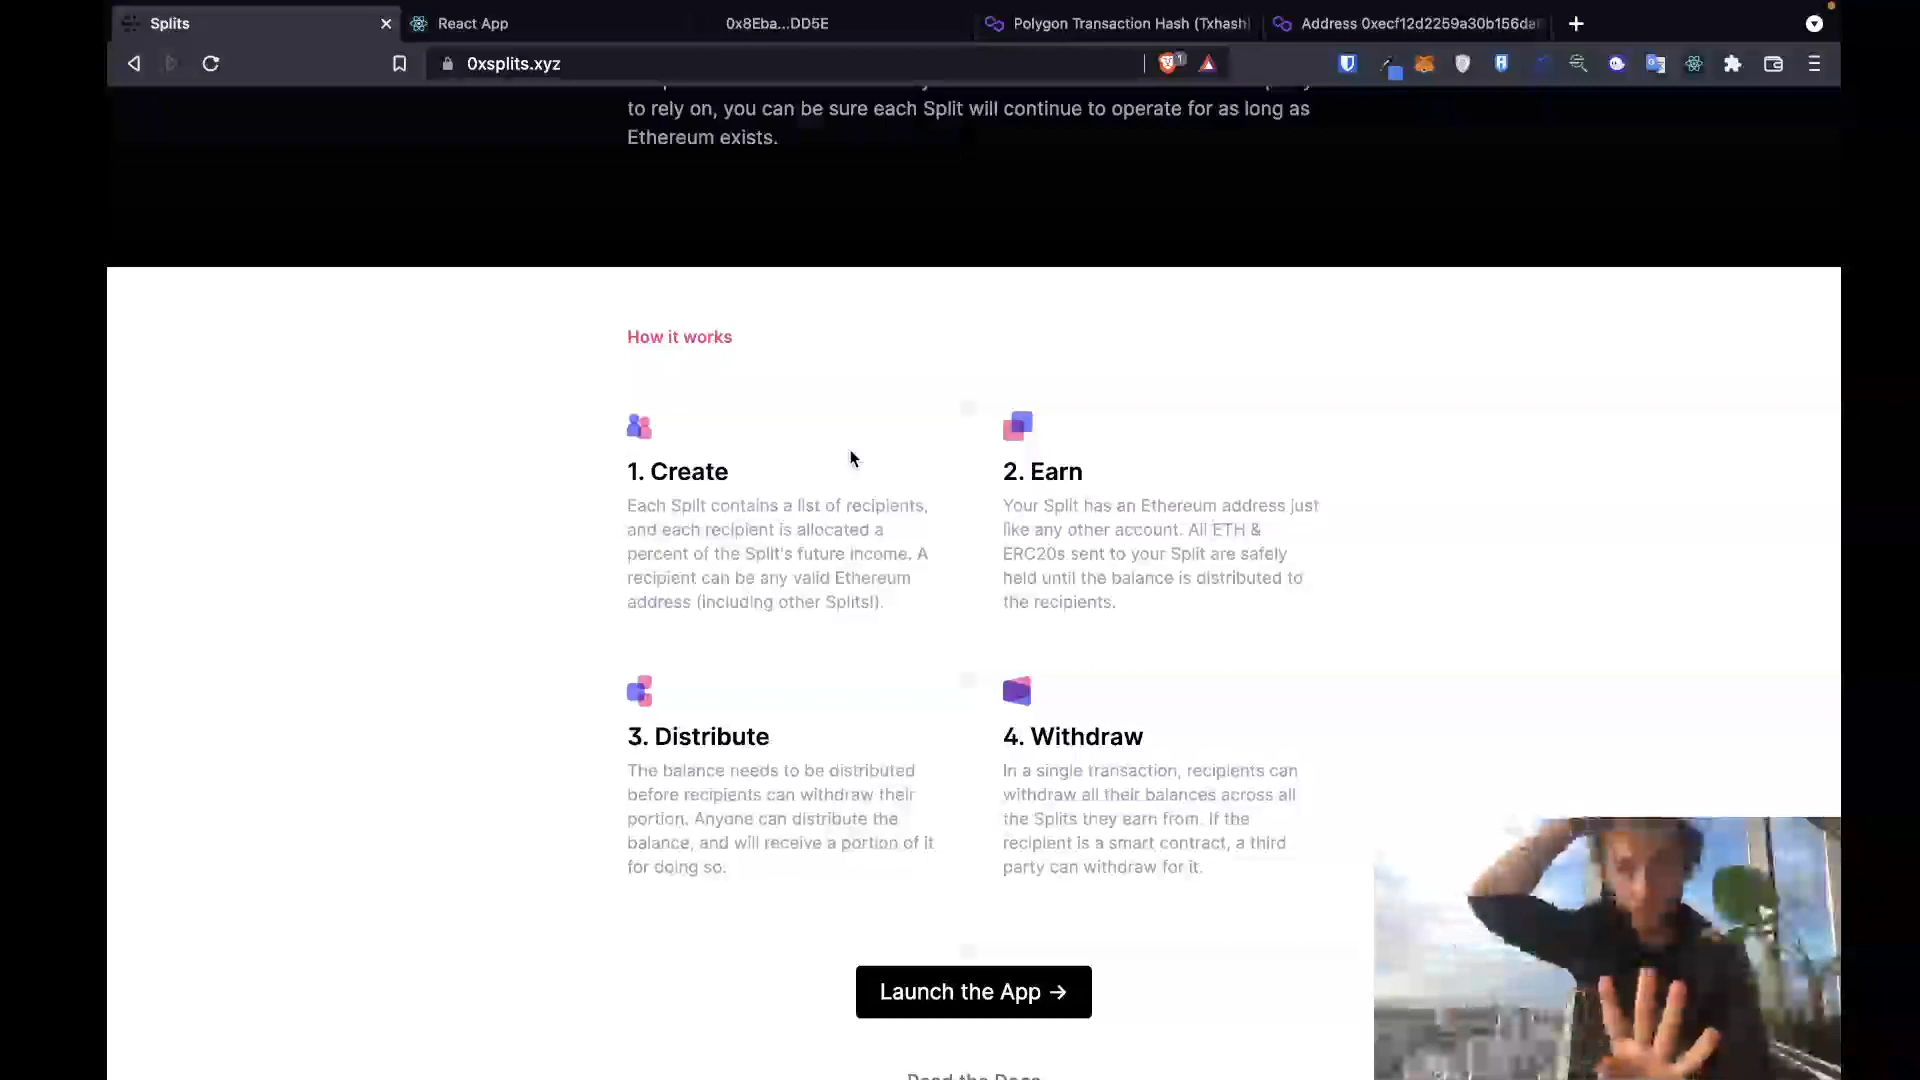 Splits
React App
0x8Eba...DD5E
Polygon Transaction Hash (Txhash)
Address 0xecf12d2259a30b156da
0xsplits.xyz
1
to rely on, you can be sure each Split will continue to operate for as long as
Ethereum exists.
How it works
1. Create
Each Split contains a list of recipients,
and each recipient is allocated a
percent of the Split's future income. A
recipient can be any valid Ethereum
address (including other Splits!).
2. Earn
Your Split has an Ethereum address just
like any other account. All ETH &
ERC20s sent to your Split are safely
held until the balance is distributed to
the recipients.
3. Distribute
The balance needs to be distributed
before recipients can withdraw their
portion. Anyone can distribute the
balance, and will receive a portion of it
for doing so.
4. Withdraw
In a single transaction, recipients can
withdraw all their balances across all
the Splits they earn from. If the
recipient is a smart contract, a third
party can withdraw for it.
Launch the App →
Read the Docs